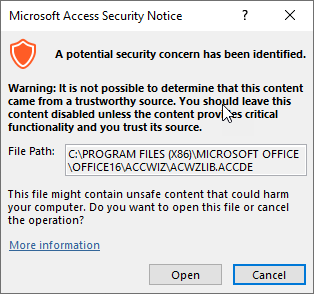 Microsoft Access Security Notice ? ×
A potential security concern has been identified.
Warning: It is not possible to determine that this content
came from a trustworthy source. You should leave this
content disabled unless the content provides critical
functionality and you trust its source.
File Path: C:\PROGRAM FILES (X86)\MICROSOFT OFFICE
\OFFICE16\ACCWIZ\ACWZLIB.ACCDE
This file might contain unsafe content that could harm
your computer. Do you want to open this file or cancel
the operation?
More information
Open Cancel